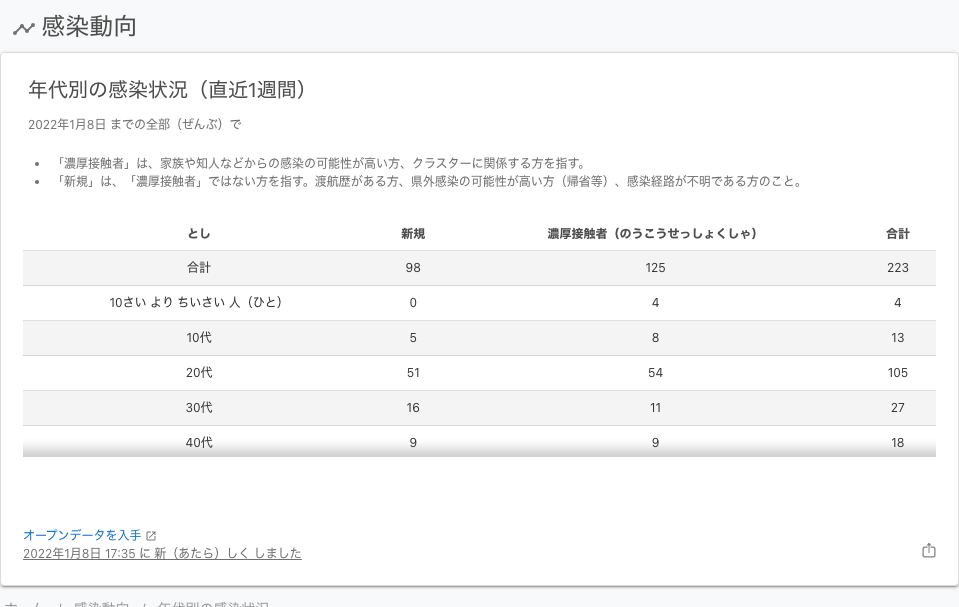 感染動向
年代別の感染状況（直近1週間）
2022年1月8日 までの全部（ぜんぶ）で
• 「濃厚接触者」は、家族や知人などからの感染の可能性が高い方、クラスターに関係する方を指す。
• 「新規」は、「濃厚接触者」ではない方を指す。渡航歴がある方、県外感染の可能性が高い方（帰省等）、感染経路が不明である方のこと。
とし 新規 濃厚接触者（のうこうせっしょくしゃ） 合計
合計 98 125 223
10さい より ちいさい 人（ひと） 0 4 4
10代 5 8 13
20代 51 54 105
30代 16 11 27
40代 9 9 18
オープンデータを入手
2022年1月8日 17:35 に 新（あたら）しく しました